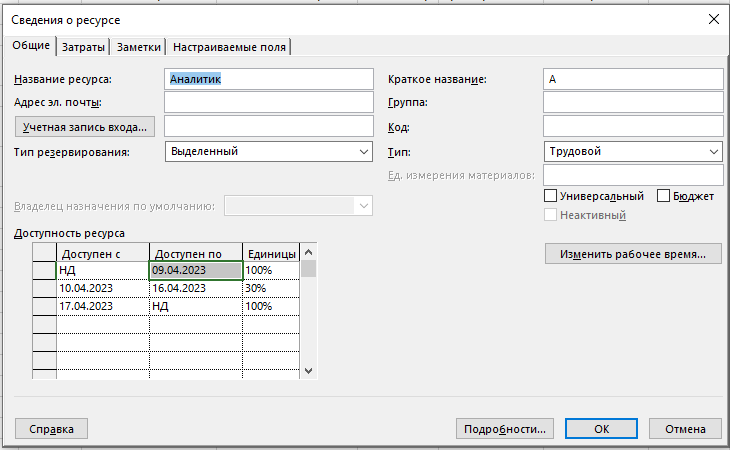 Сведения о ресурсе
Общие Затраты Заметки Настраиваемые поля
Название ресурса: Аналитик Краткое название: А
Адрес эл. почты: Группа:
Учетная запись входа... Код:
Тип резервирования: Выделенный Тип: Трудовой
Ед. измерения материалов:
Универсальный Бюджет
Владелец назначения по умолчанию: Неактивный
Доступность ресурса
Доступен с Доступен по Единицы Изменить рабочее время...
НД 09.04.2023 100%
10.04.2023 16.04.2023 30%
17.04.2023 НД 100%
Справка Подробности... ОК Отмена